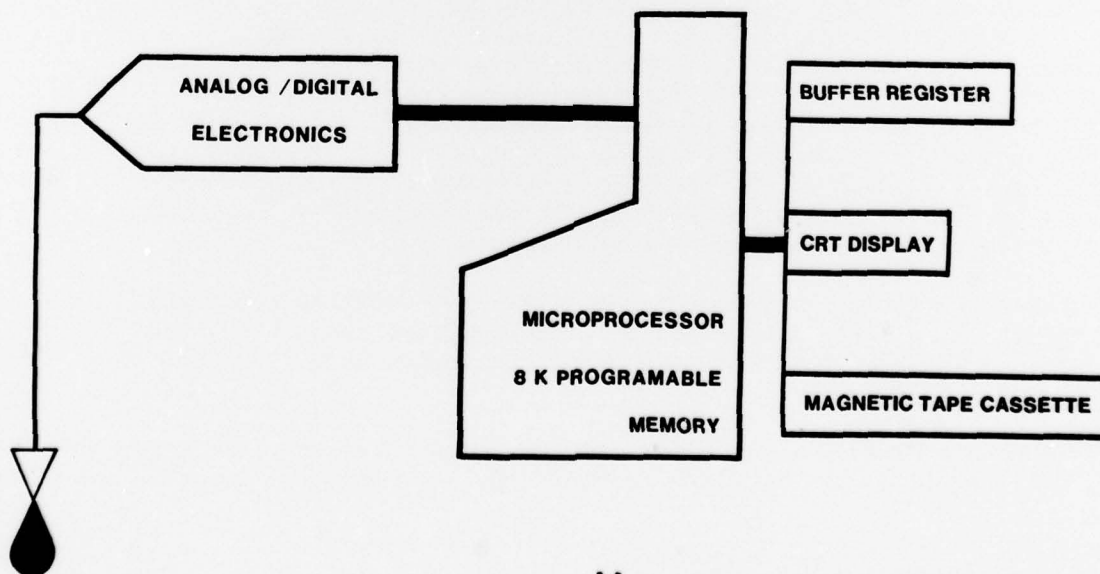 ANALOG / DIGITAL
ELECTRONICS
BUFFER REGISTER
CRT DISPLAY
MICROPROCESSOR
8 K PROGRAMABLE
MEMORY
MAGNETIC TAPE CASSETTE